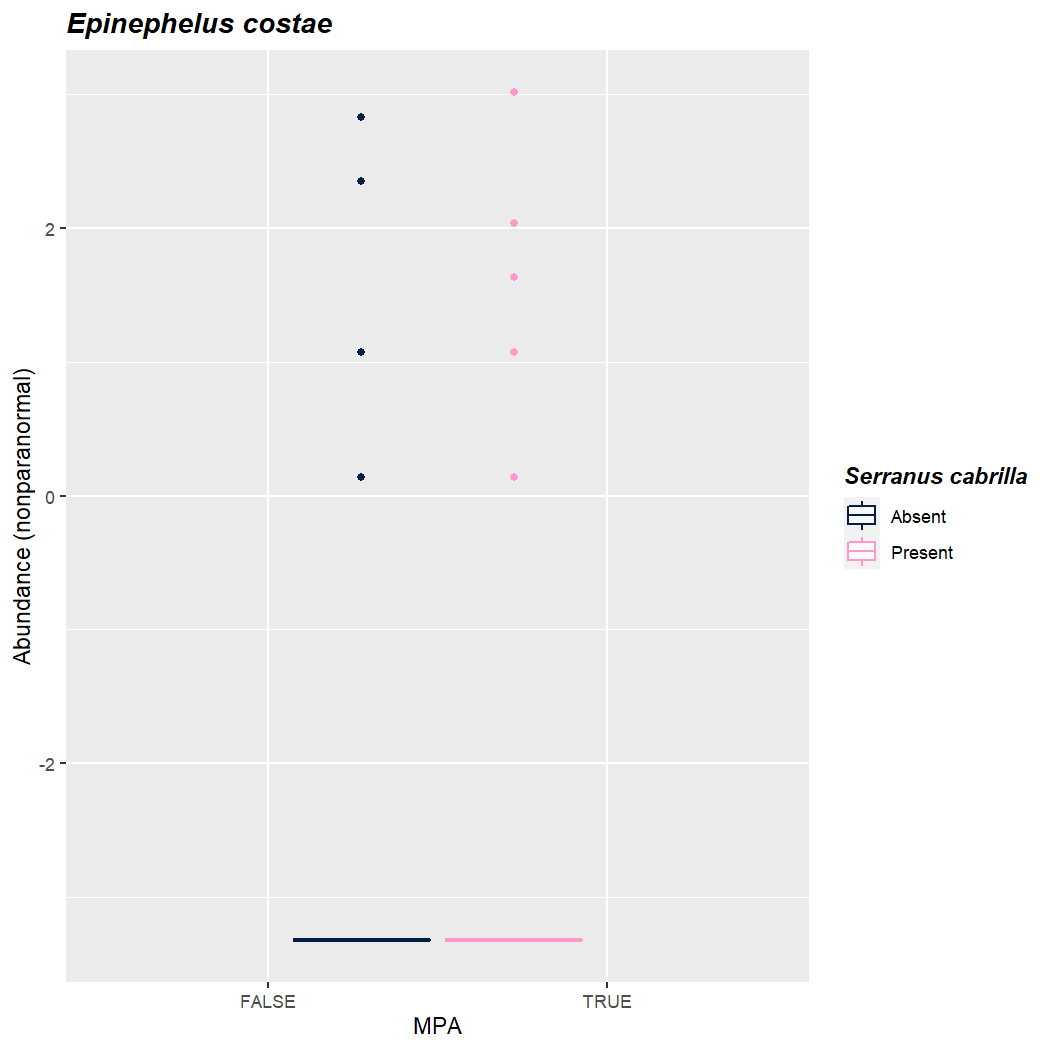 Epinephelus costae
Abundance (nonparanormal)
2
0
-2
FALSE
TRUE
MPA
Serranus cabrilla
Absent
Present